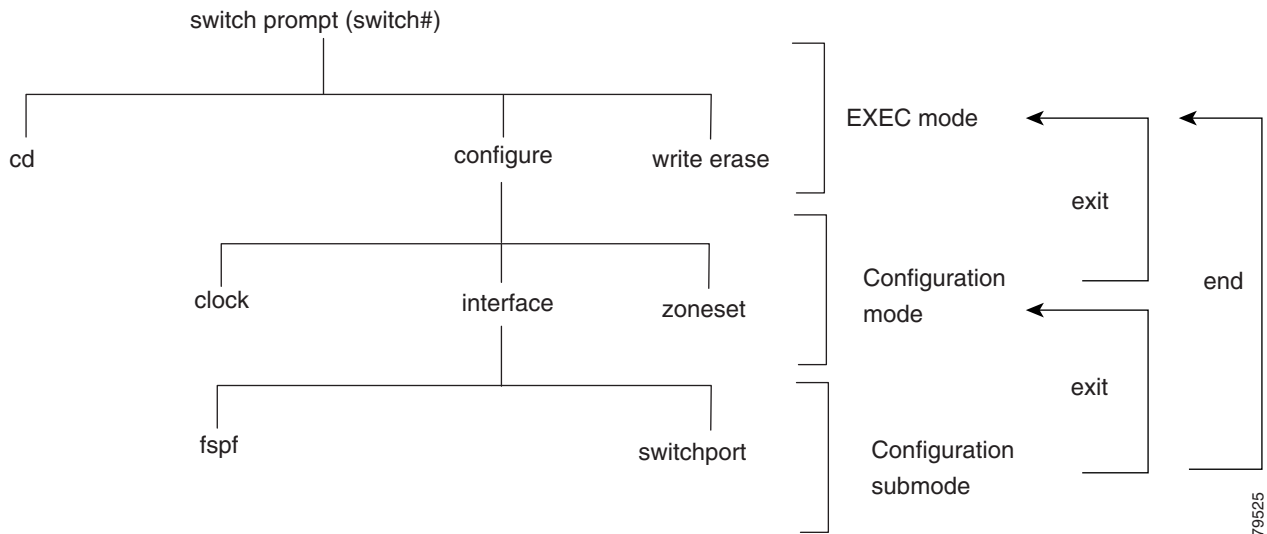 switch prompt (switch#)
EXEC mode
cd
configure
write erase
exit
Configuration
mode
end
clock
interface
zoneset
exit
fspf
switchport
Configuration
submode
79525